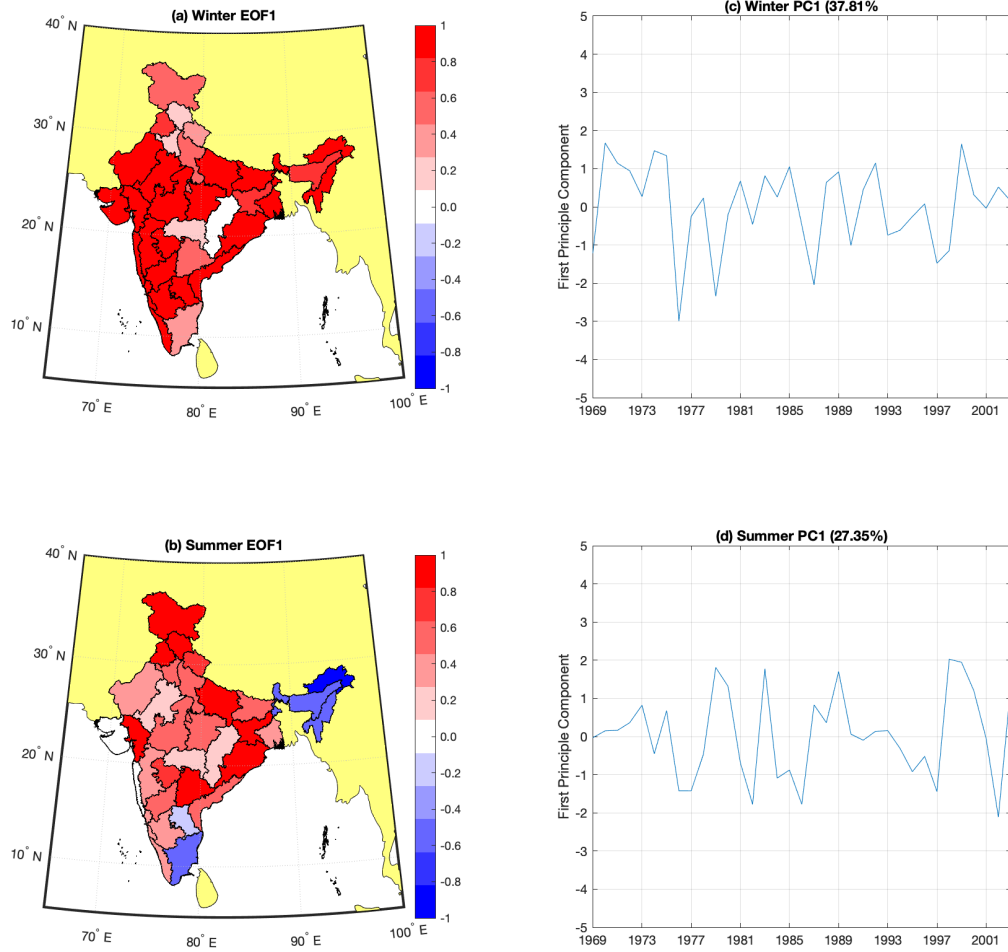 (a) Winter EOF1
40° N
30° N
20° N
10° N
70° E
80° E
90° E
100° E
1
0.8
0.6
0.4
0.2
0.0
-0.2
-0.4
-0.6
-0.8
-1
(c) Winter PC1 (37.81%
First Principle Component
5
4
3
2
1
0
-1
-2
-3
-4
-5
1969
1973
1977
1981
1985
1989
1993
1997
2001
(b) Summer EOF1
40° N
30° N
20° N
10° N
70° E
80° E
90° E
100° E
1
0.8
0.6
0.4
0.2
0.0
-0.2
-0.4
-0.6
-0.8
-1
(d) Summer PC1 (27.35%)
First Principle Component
5
4
3
2
1
0
-1
-2
-3
-4
-5
1969
1973
1977
1981
1985
1989
1993
1997
2001